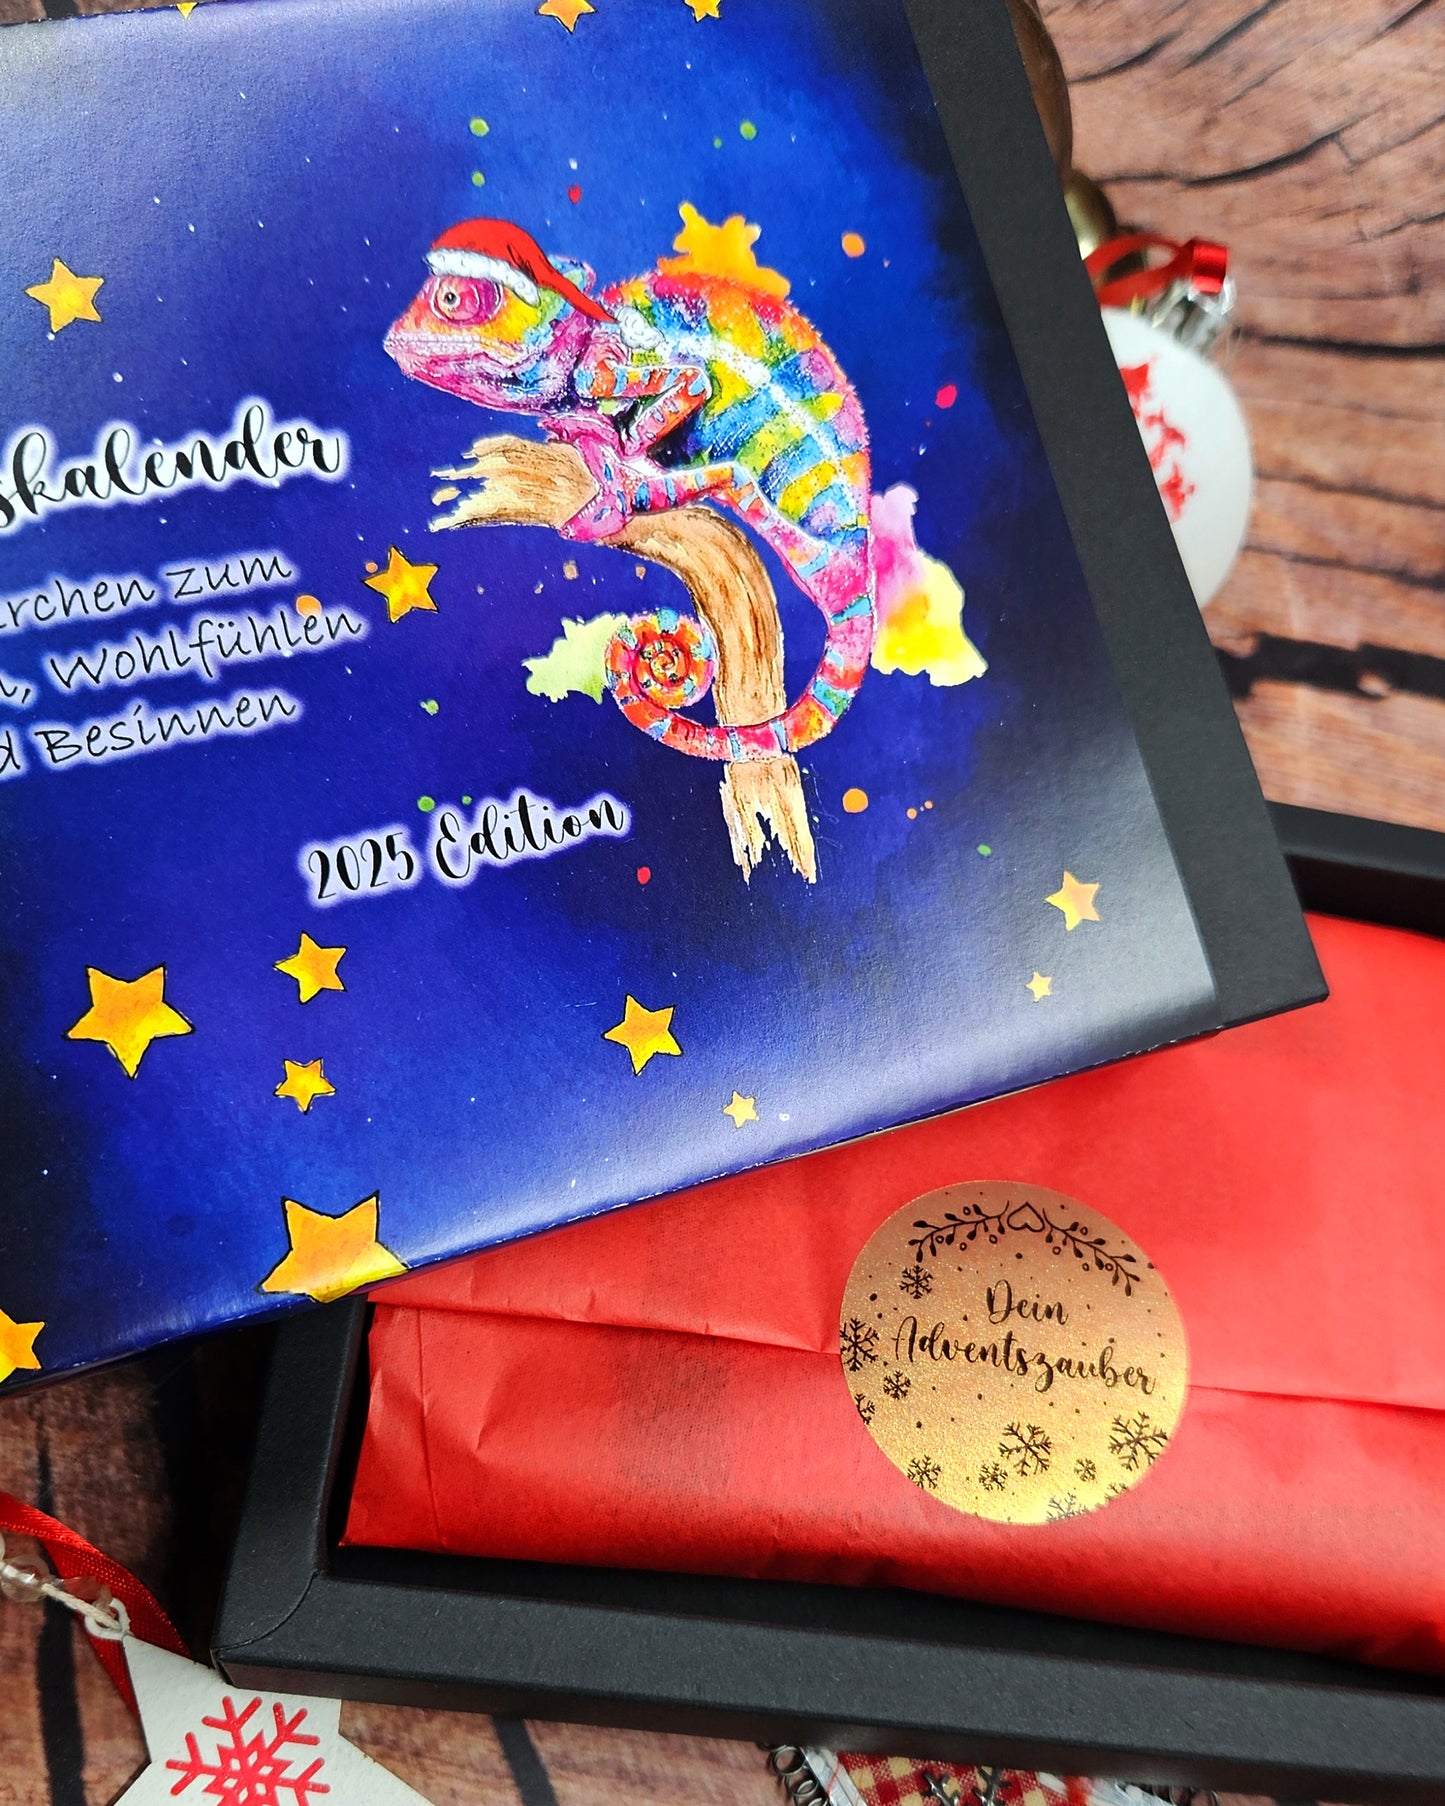 skalender
rchen zum
, Wohlfühlen
d Besinnen
2025 Edition
Dein
Adventszauber